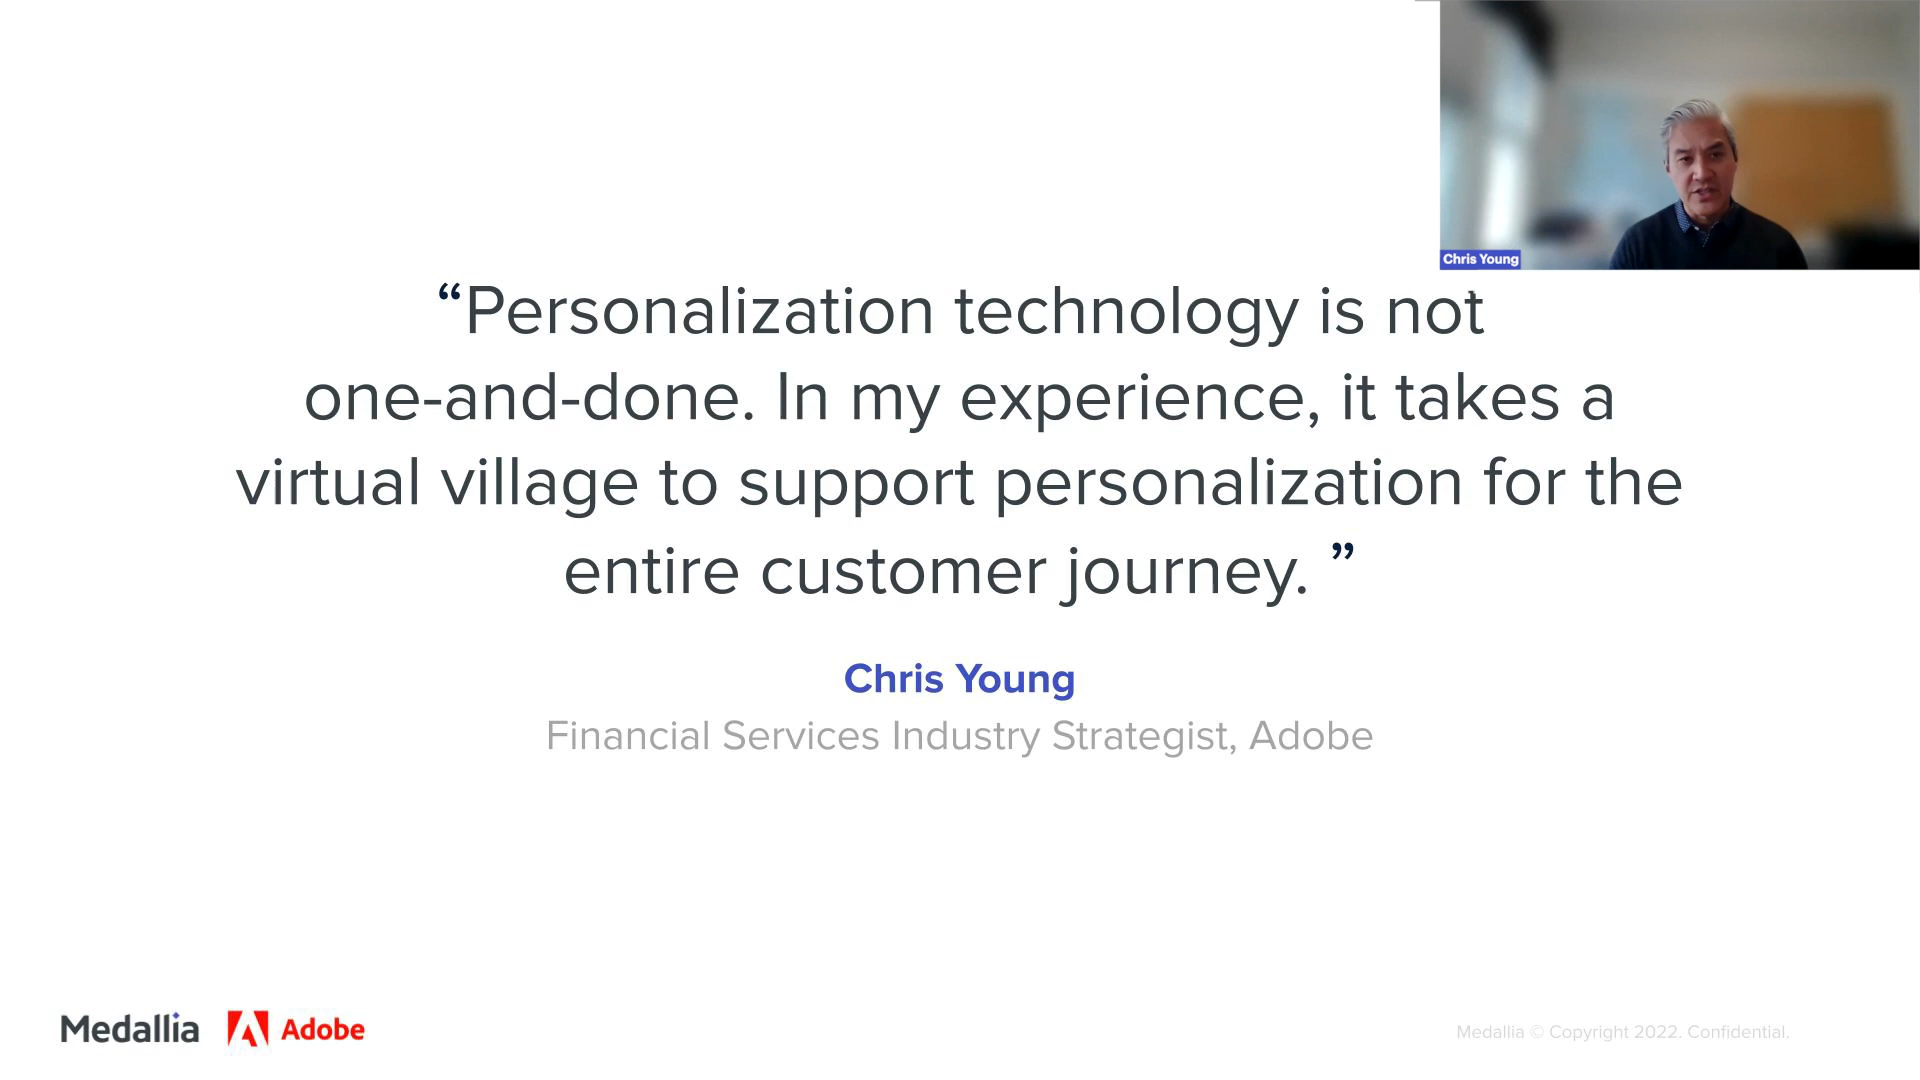 Chris Young
“Personalization technology is not
one-and-done. In my experience, it takes a
virtual village to support personalization for the
entire customer journey. ”
Chris Young
Financial Services Industry Strategist, Adobe
Medallia Adobe
Medallia © Copyright 2022. Confidential.